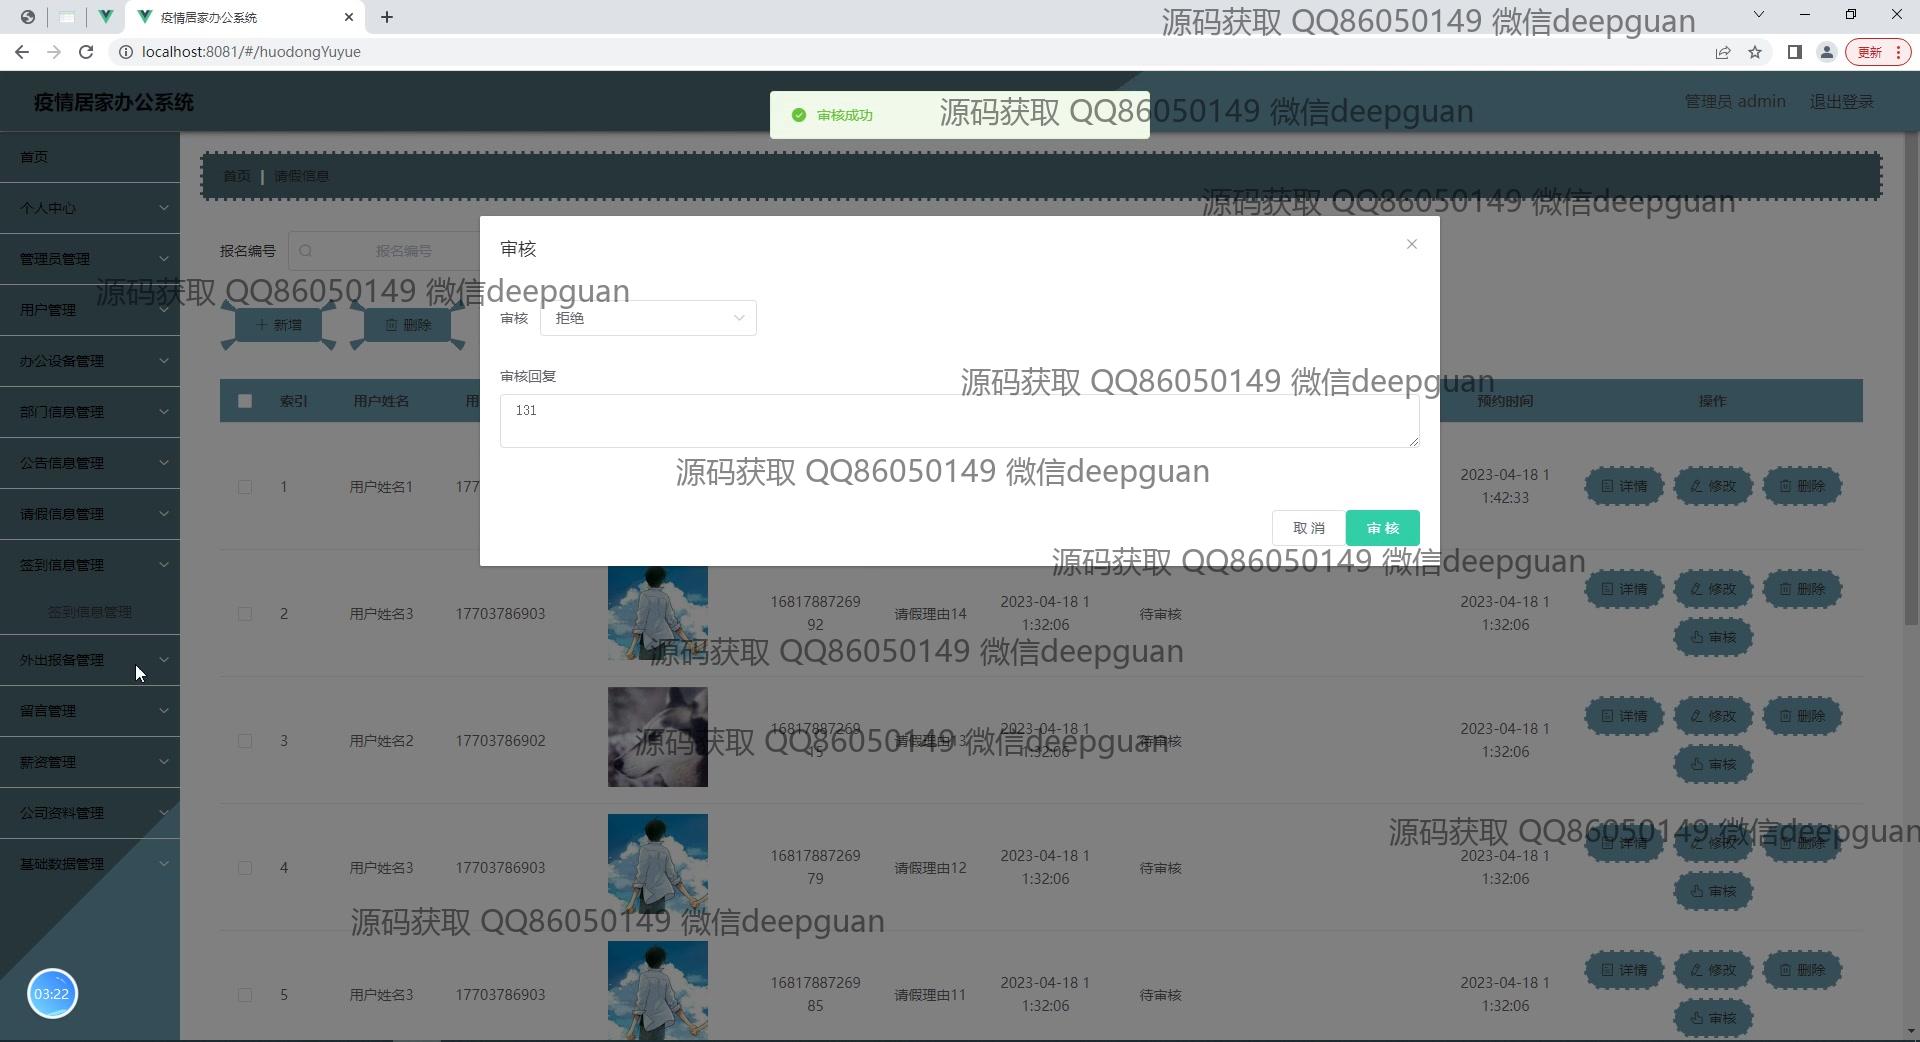 疫情居家办公系统
源码获取 QQ86050149 微信deepguan
localhost:8081/#/huodongYuyue
更新
疫情居家办公系统
审核成功
源码获取 QQ86050149 微信deepguan
管理员 admin
退出登录
首页
个人中心
管理员管理
用户管理
办公设备管理
部门信息管理
公告信息管理
请假信息管理
签到信息管理
签到信息管理
外出报备管理
留言管理
薪资管理
公司资料管理
基础数据管理
03:22
首页 | 请假信息
源码获取 QQ86050149 微信deepguan
报名编号
报名编号
源码获取 QQ86050149 微信deepguan
新增
删除
审核
审核
拒绝
源码获取 QQ86050149 微信deepguan
审核回复
131
源码获取 QQ86050149 微信deepguan
取 消
审 核
源码获取 QQ86050149 微信deepguan
索引 用户姓名 用 预约时间 操作
1 用户姓名1 177 2023-04-18 1
1:42:33
详情 修改 删除
2 用户姓名3 17703786903 16817887269
92
请假理由14 2023-04-18 1
1:32:06
待审核 2023-04-18 1
1:32:06
详情 修改 删除
审核
源码获取 QQ86050149 微信deepguan
3 用户姓名2 17703786902 16817887269
15
请假理由13 2023-04-18 1
1:32:06
待审核 2023-04-18 1
1:32:06
详情 修改 删除
审核
源码获取 QQ86050149 微信deepguan
4 用户姓名3 17703786903 16817887269
79
请假理由12 2023-04-18 1
1:32:06
待审核 2023-04-18 1
1:32:06
详情 修改 删除
审核
源码获取 QQ86050149 微信deepguan
源码获取 QQ86050149 微信deepguan
5 用户姓名3 17703786903 16817887269
85
请假理由11 2023-04-18 1
1:32:06
待审核 2023-04-18 1
1:32:06
详情 修改 删除
审核